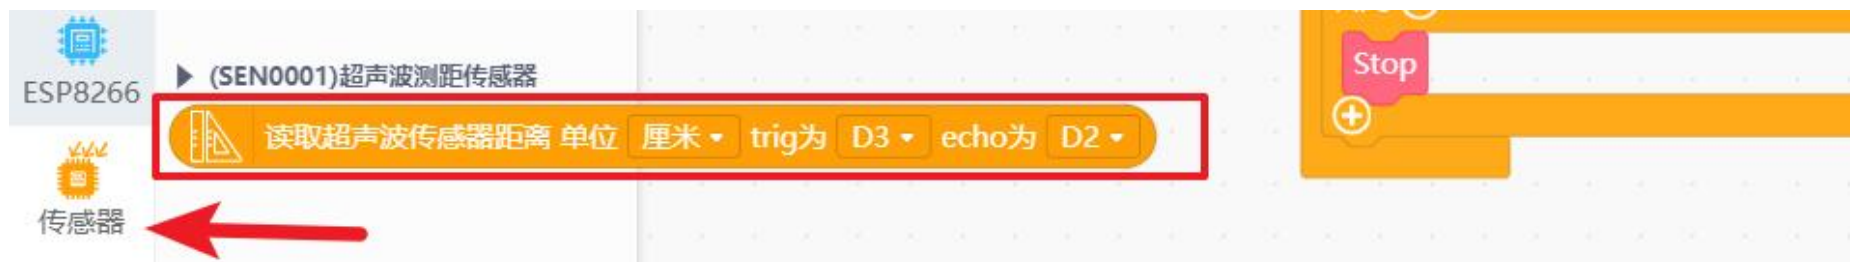 Stop
ESP8266
(SEN0001)超声波测距传感器
读取超声波传感器距离 单位 厘米 trig为 D3 echo为 D2
传感器